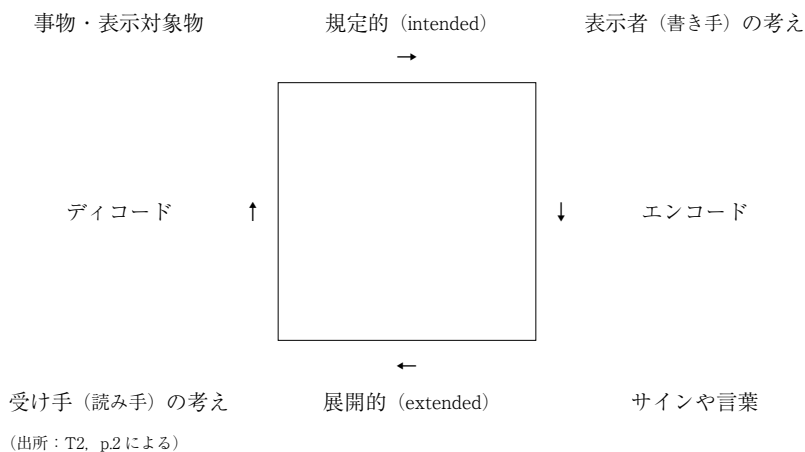 事物・表示対象物 規定的（intended） 表示者（書き手）の考え
→
ディコード ↑ ↓ エンコード
←
受け手（読み手）の考え 展開的（extended） サインや言葉
（出所：T2，p.2による）